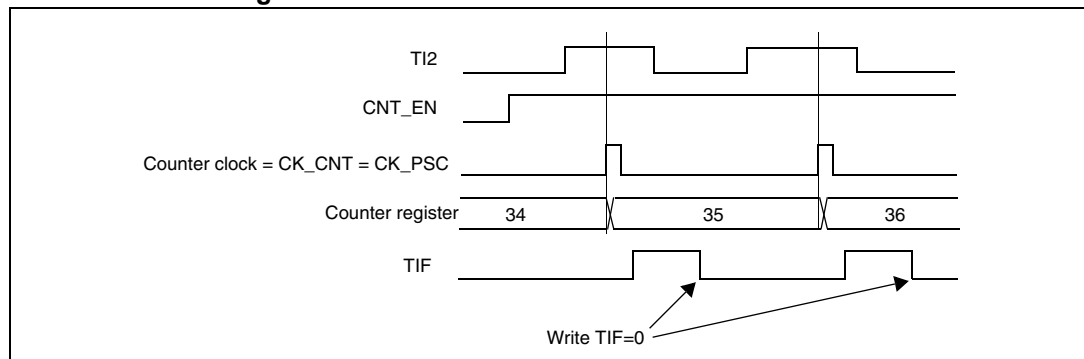 TI2
CNT_EN
Counter clock = CK_CNT = CK_PSC
Counter register 34 35 36
TIF
Write TIF=0